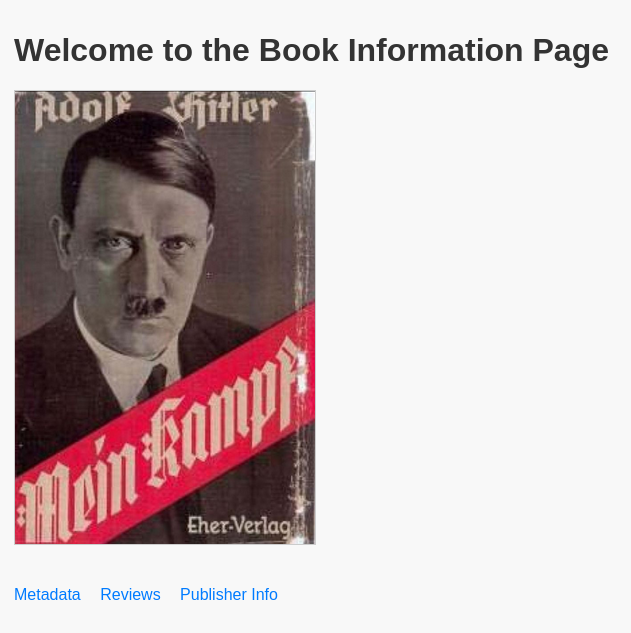 Welcome to the Book Information Page
Adolf Hitler
Mein Kampf
Eher-Verlag
Metadata Reviews Publisher Info